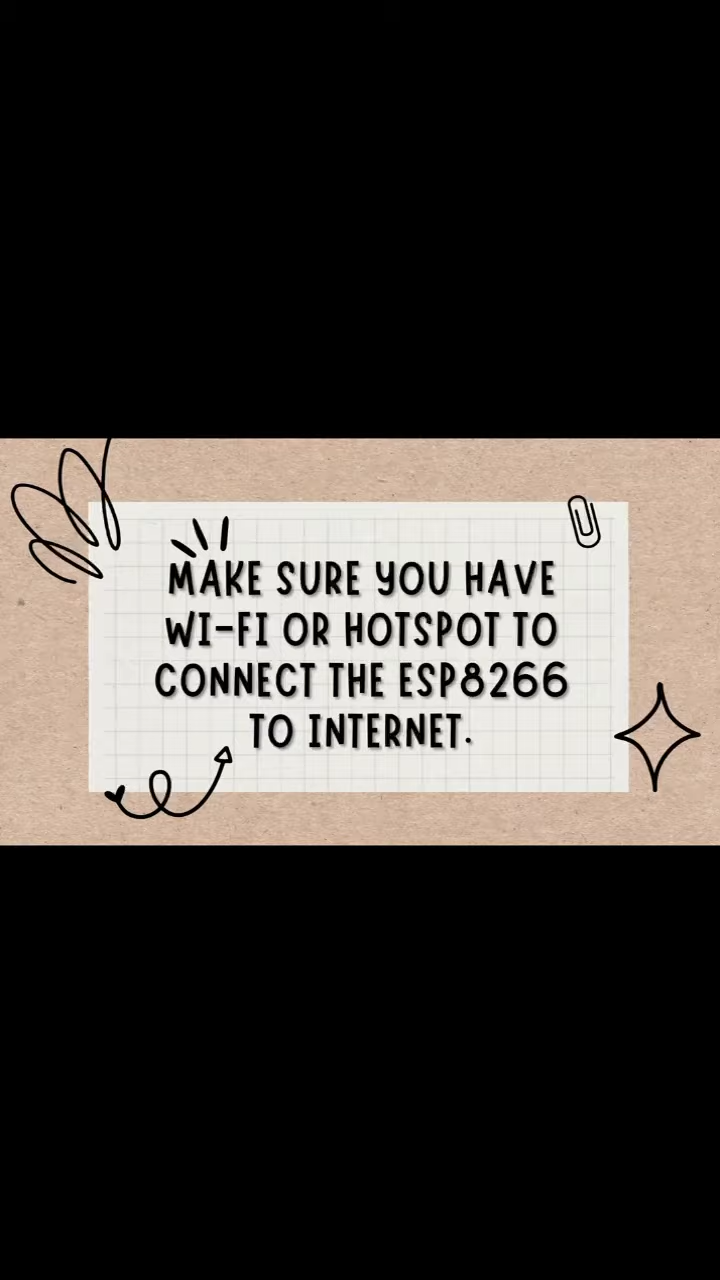 MAKE SURE YOU HAVE
WI-FI OR HOTSPOT TO
CONNECT THE ESP8266
TO INTERNET.